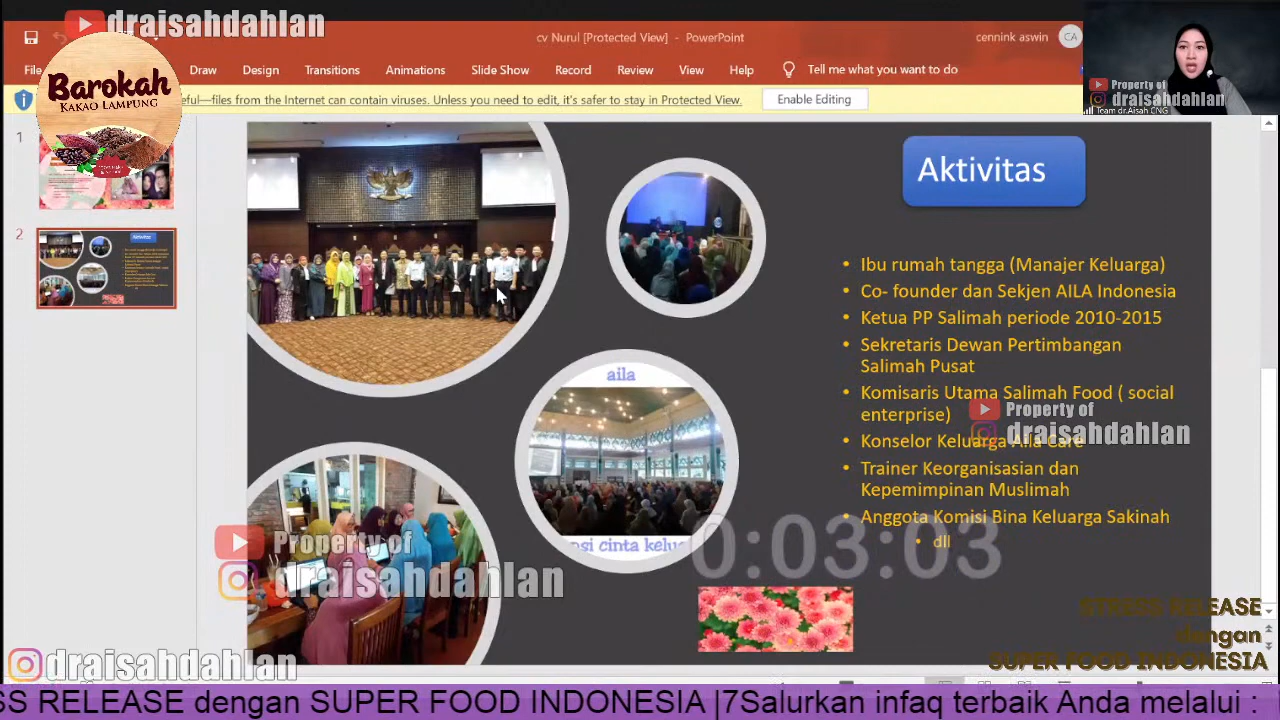 draisahdahlan
cv Nurul [Protected View] - PowerPoint
cennink aswin
CA
File
Draw
Design
Transitions
Animations
Slide Show
Record
Review
View
Help
Tell me what you want to do
Barokah
KAKAO LAMPUNG
files from the Internet can contain viruses. Unless you need to edit, it's safer to stay in Protected View.
Enable Editing
Property of
draisahdahlan
Team dr.Aisah CNG
1
2
Aktivitas
• Ibu rumah tangga (Manajer Keluarga)
• Co- founder dan Sekjen AILA Indonesia
• Ketua PP Salimah periode 2010-2015
• Sekretaris Dewan Pertimbangan
Salimah Pusat
• Komisaris Utama Salimah Food ( social
enterprise)
• Konselor Keluarga Aila Care
• Trainer Keorganisasian dan
Kepemimpinan Muslimah
• Anggota Komisi Bina Keluarga Sakinah
• dll
aila
Property of
draisahdahlan
Property of
draisahdahlan
0:03:03
STRESS RELEASE
dengan
SUPER FOOD INDONESIA
draisahdahlan
SS RELEASE dengan SUPER FOOD INDONESIA |7Salurkan infaq terbaik Anda melalui :